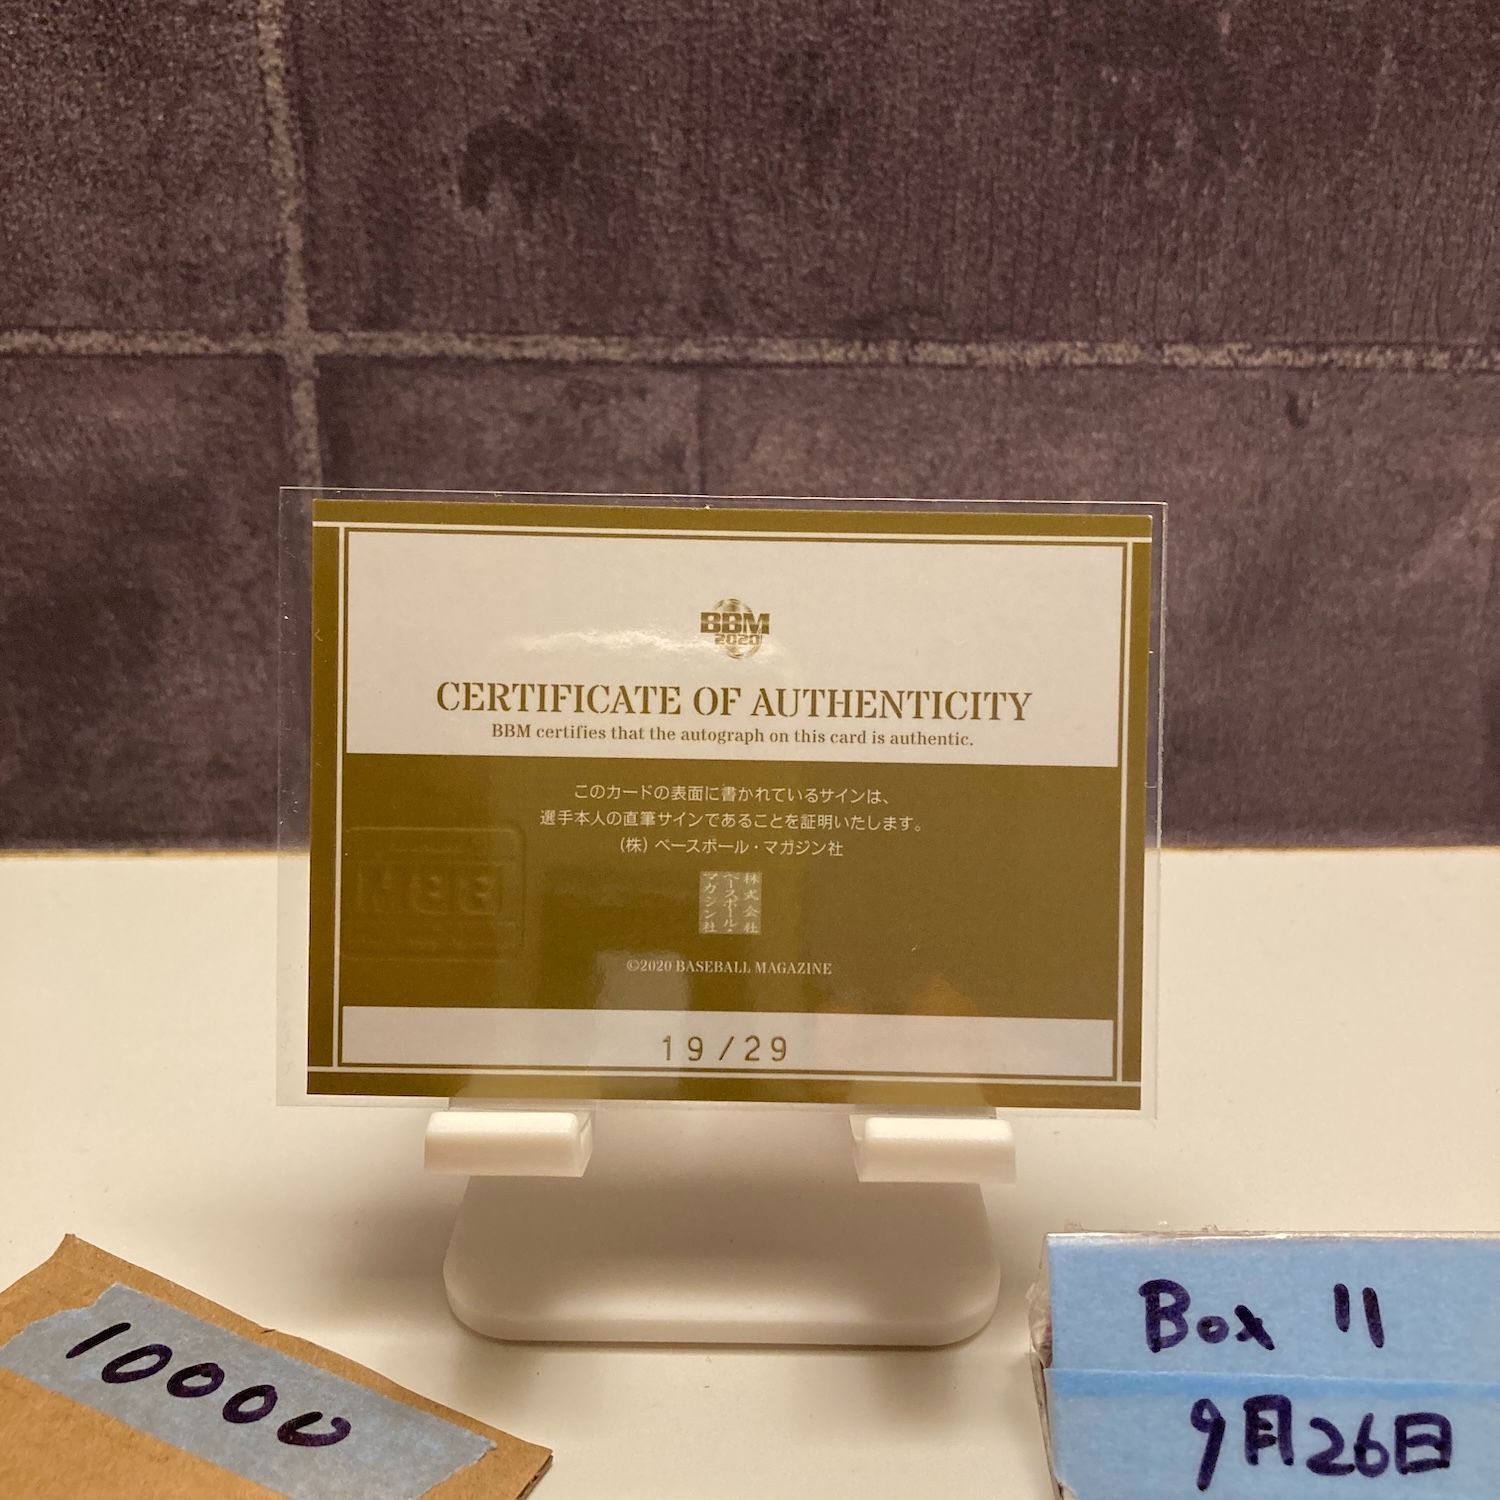 BBM
2020
CERTIFICATE OF AUTHENTICITY
BBM certifies that the autograph on this card is authentic.
このカードの表面に書かれているサインは、
選手本人の直筆サインであることを証明いたします。
(株) ベースボール・マガジン社
株式会社
ベースボール・
マガジン社
©2020 BASEBALL MAGAZINE
19/29
10000
Box 11
9月26日